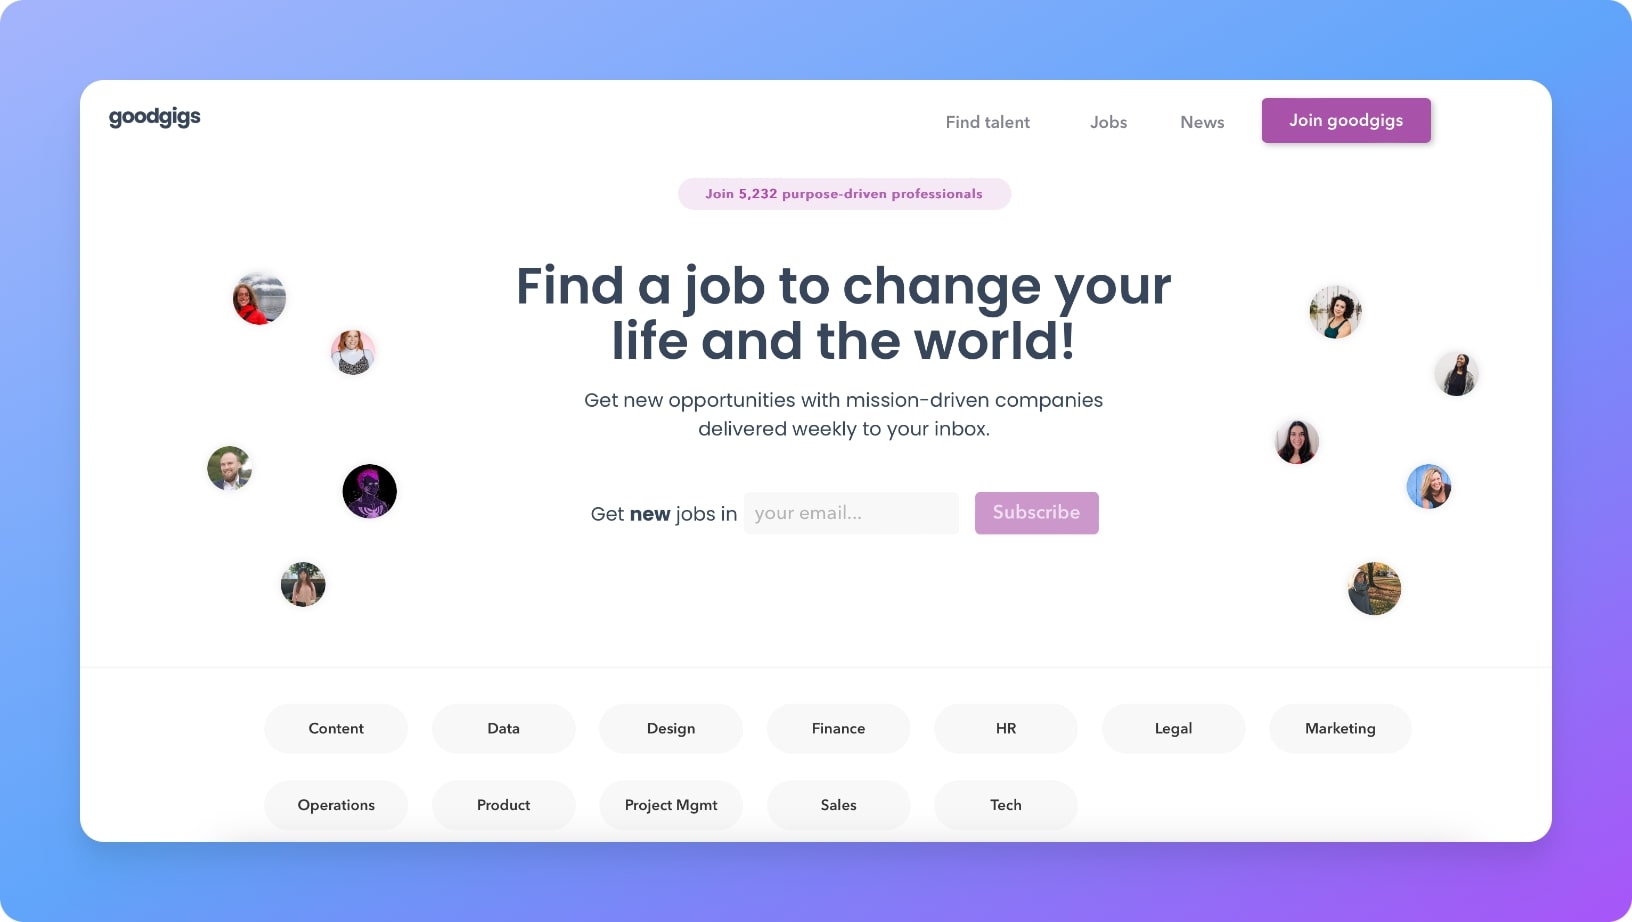 goodgigs
Find talent
Jobs
News
Join goodgigs
Join 5,232 purpose-driven professionals
Find a job to change your
life and the world!
Get new opportunities with mission-driven companies
delivered weekly to your inbox.
Get new jobs in your email... Subscribe
Content
Data
Design
Finance
HR
Legal
Marketing
Operations
Product
Project Mgmt
Sales
Tech